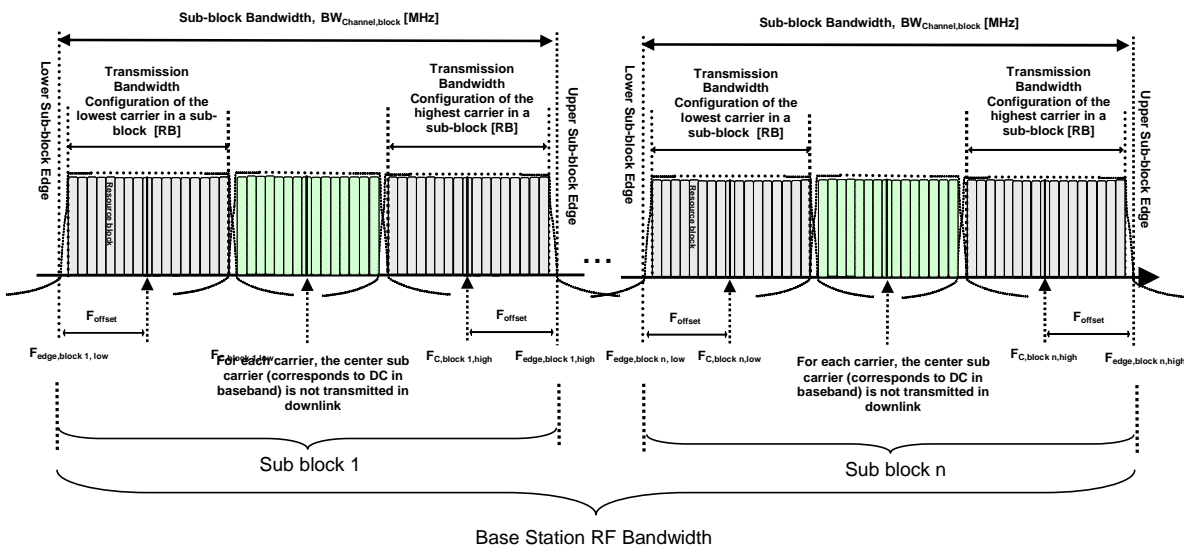 Sub-block Bandwidth, BWChannel,block [MHz]
Sub-block Bandwidth, BWChannel,block [MHz]
Lower Sub-block Edge
Transmission
Bandwidth
Configuration of the
lowest carrier in a sub-
block [RB]
Transmission
Bandwidth
Configuration of the
highest carrier in
a sub-block [RB]
Upper Sub-block Edge
Lower Sub-block Edge
Transmission
Bandwidth
Configuration of the
lowest carrier in a
sub-block [RB]
Transmission
Bandwidth
Configuration of the
highest carrier in
a sub-block [RB]
Upper Sub-block Edge
Resource block
Resource block
...
Foffset
Foffset
Foffset
Foffset
Fedge,block 1, low
FC,block 1,low
FC,block 1,high
Fedge,block 1,high
Fedge,block n, low
FC,block n,low
FC,block n,high
Fedge,block n,high
For each carrier, the center sub
carrier (corresponds to DC in
baseband) is not transmitted in
downlink
For each carrier, the center sub
carrier (corresponds to DC in
baseband) is not transmitted in
downlink
Sub block 1
Sub block n
Base Station RF Bandwidth